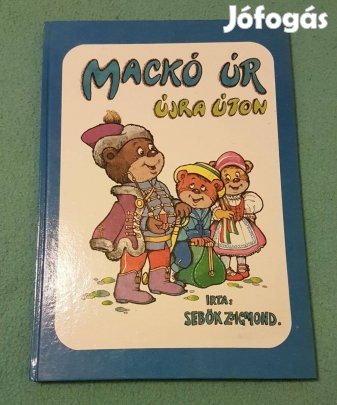 Jófogás
MACKÓ ÚR
ÚJRA ÚTON
IRTA:
SEBŐK ZSIGMOND.